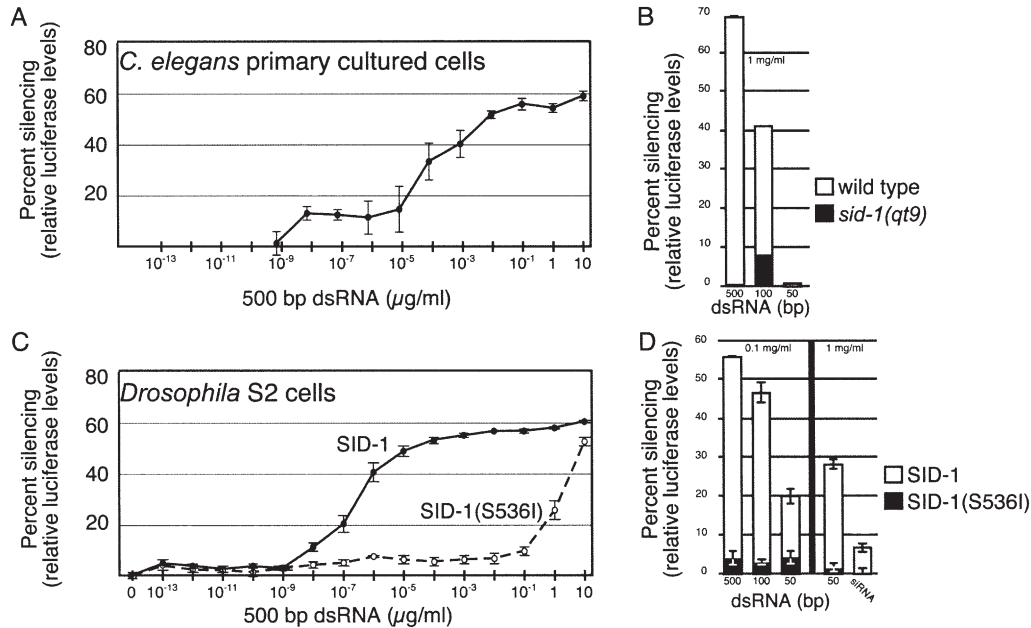 A
Percent silencing
(relative luciferase levels)
80
60
40
20
C. elegans primary cultured cells
10-13
10-11
10-9
10-7
10-5
10-3
10-1
1
10
500 bp dsRNA (µg/ml)
B
Percent silencing
(relative luciferase levels)
70
60
50
40
30
20
10
0
1 mg/ml
500
100
50
dsRNA (bp)
wild type
sid-1(qt9)
C
Percent silencing
(relative luciferase levels)
80
60
40
20
Drosophila S2 cells
SID-1
SID-1(S536I)
0
10-13
10-11
10-9
10-7
10-5
10-3
10-1
1
10
500 bp dsRNA (µg/ml)
D
Percent silencing
(relative luciferase levels)
60
50
40
30
20
10
0
0.1 mg/ml
1 mg/ml
500
100
50
50
siRNA
dsRNA (bp)
SID-1
SID-1(S536I)